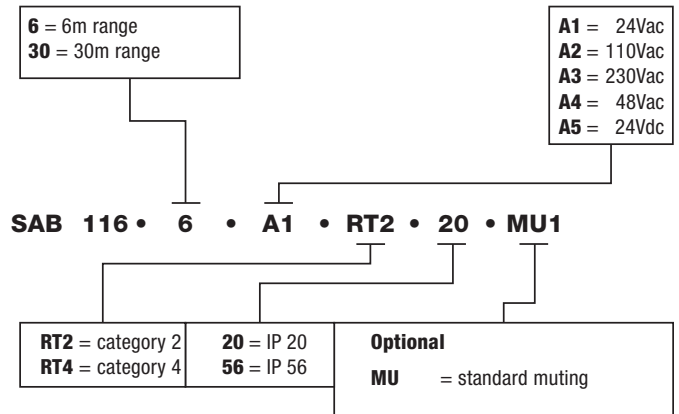 6 = 6m range
30 = 30m range
A1 = 24Vac
A2 = 110Vac
A3 = 230Vac
A4 = 48Vac
A5 = 24Vdc
SAB 116 • 6 • A1 • RT2 • 20 • MU1
RT2 = category 2
RT4 = category 4
20 = IP 20
56 = IP 56
Optional
MU = standard muting